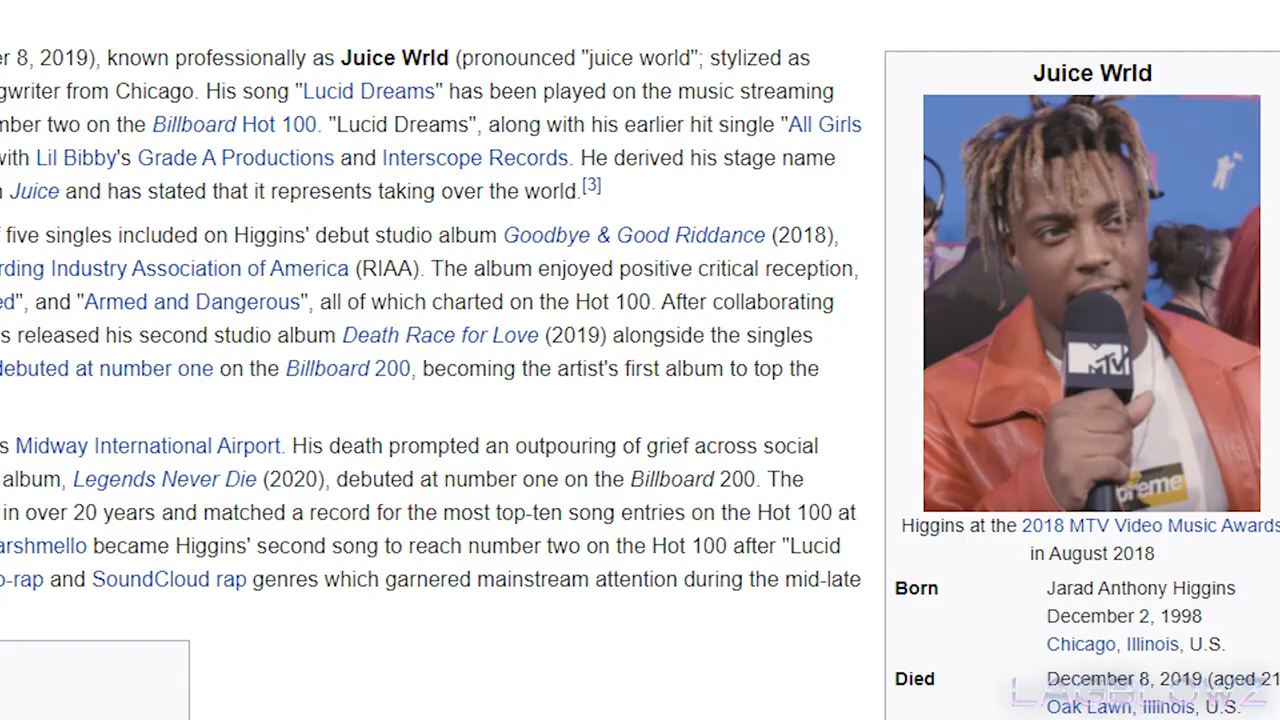 er 8, 2019), known professionally as Juice Wrld (pronounced "juice world"; stylized as
gwriter from Chicago. His song "Lucid Dreams" has been played on the music streaming
mber two on the Billboard Hot 100. "Lucid Dreams", along with his earlier hit single "All Girls
with Lil Bibby's Grade A Productions and Interscope Records. He derived his stage name
Juice and has stated that it represents taking over the world.[3]
five singles included on Higgins' debut studio album Goodbye & Good Riddance (2018),
rding Industry Association of America (RIAA). The album enjoyed positive critical reception,
ed", and "Armed and Dangerous", all of which charted on the Hot 100. After collaborating
s released his second studio album Death Race for Love (2019) alongside the singles
debuted at number one on the Billboard 200, becoming the artist's first album to top the
s Midway International Airport. His death prompted an outpouring of grief across social
album, Legends Never Die (2020), debuted at number one on the Billboard 200. The
in over 20 years and matched a record for the most top-ten song entries on the Hot 100 at
arshmello became Higgins' second song to reach number two on the Hot 100 after "Lucid
o-rap and SoundCloud rap genres which garnered mainstream attention during the mid-late
Juice Wrld
MTV
preme
Higgins at the 2018 MTV Video Music Awards
in August 2018
Born Jarad Anthony Higgins
December 2, 1998
Chicago, Illinois, U.S.
Died December 8, 2019 (aged 21
Oak Lawn, Illinois, U.S.
LAGBLOWZ